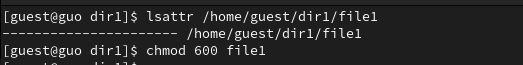 [guest@guo dir1]$ lsattr /home/guest/dir1/file1
---------------------- /home/guest/dir1/file1
[guest@guo dir1]$ chmod 600 file1